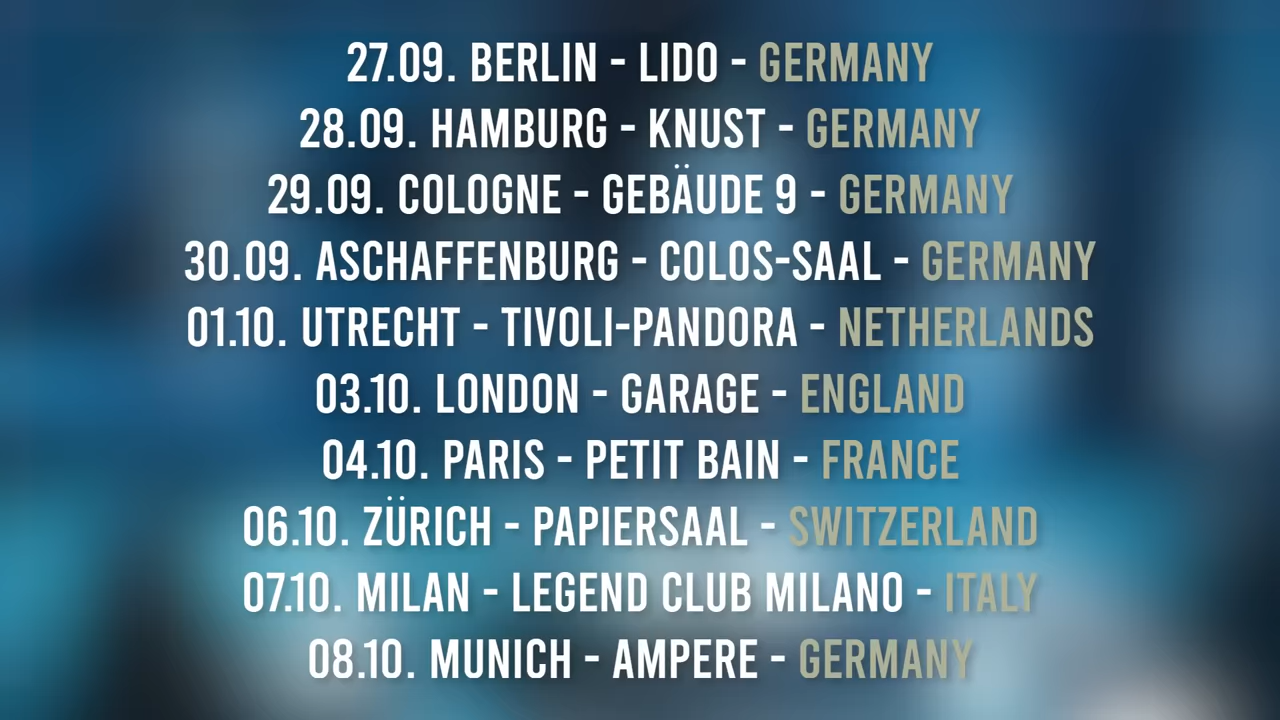 27.09. BERLIN - LIDO - GERMANY
28.09. HAMBURG - KNUST - GERMANY
29.09. COLOGNE - GEBÄUDE 9 - GERMANY
30.09. ASCHAFFENBURG - COLOS-SAAL - GERMANY
01.10. UTRECHT - TIVOLI-PANDORA - NETHERLANDS
03.10. LONDON - GARAGE - ENGLAND
04.10. PARIS - PETIT BAIN - FRANCE
06.10. ZÜRICH - PAPIERSAAL - SWITZERLAND
07.10. MILAN - LEGEND CLUB MILANO - ITALY
08.10. MUNICH - AMPERE - GERMANY